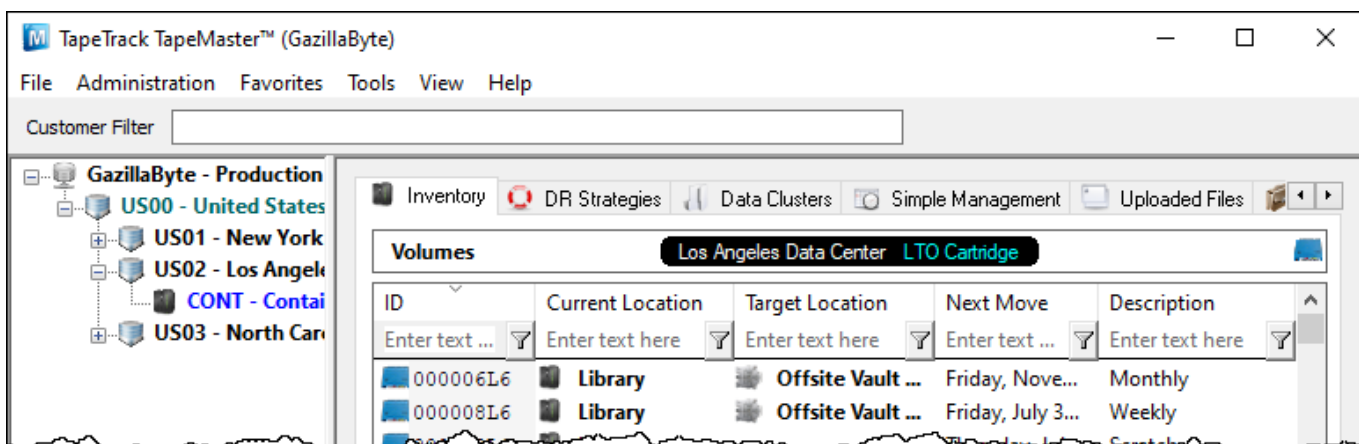 TapeTrack TapeMaster™ (GazillaByte)
File Administration Favorites Tools View Help
Customer Filter
GazillaByte - Production
US00 - United States
US01 - New York
US02 - Los Angele
CONT - Contai
US03 - North Car
Inventory DR Strategies Data Clusters Simple Management Uploaded Files
Volumes Los Angeles Data Center LTO Cartridge
ID Current Location Target Location Next Move Description
Enter text ... Enter text here Enter text here Enter text ... Enter text here
000006L6 Library Offsite Vault ... Friday, Nove... Monthly
000008L6 Library Offsite Vault ... Friday, July 3... Weekly